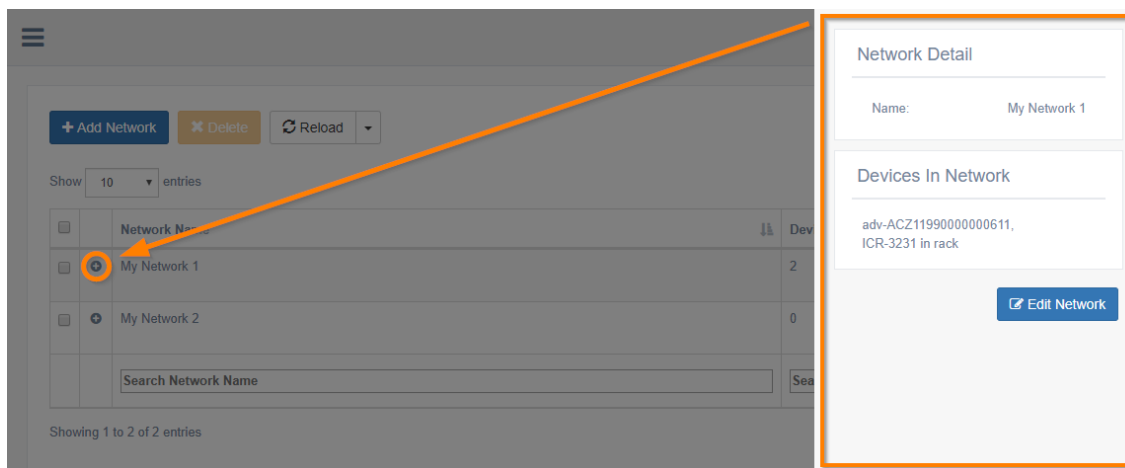 Add Network
Delete
Reload
Show 10 entries
Network Name
Dev
My Network 1
2
My Network 2
0
Search Network Name
Sea
Showing 1 to 2 of 2 entries
Network Detail
Name: My Network 1
Devices In Network
adv-ACZ11990000000611,
ICR-3231 in rack
Edit Network